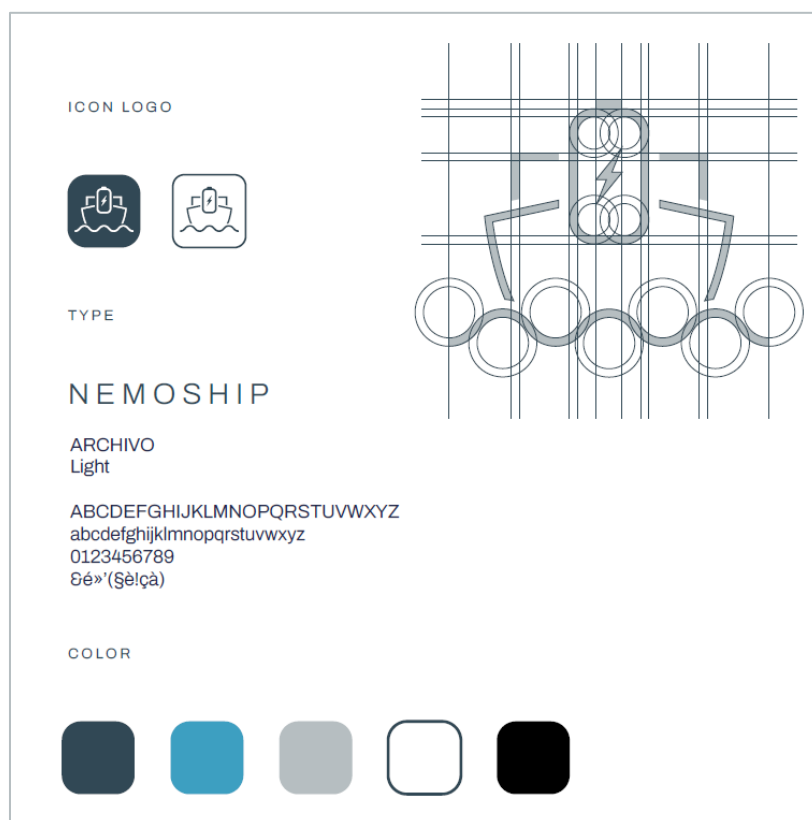 ICON LOGO
TYPE
NEMOSHIP
ARCHIVO
Light
ABCDEFGHIJKLMNOPQRSTUVWXYZ
abcdefghijklmnopqrstuvwxyz
0123456789
&é»’(§è!çà)
COLOR